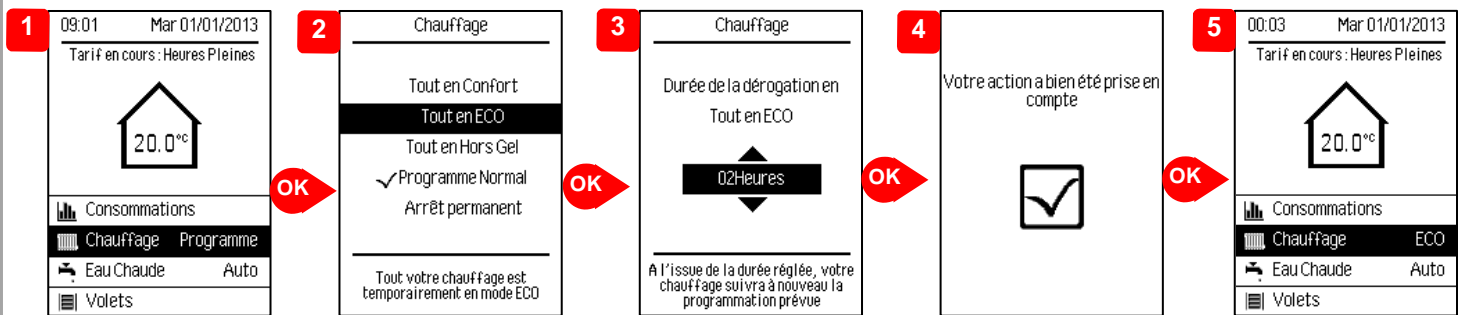 1
09:01 Mar 01/01/2013
Tarif en cours : Heures Pleines
20.0°c
Consommations
Chauffage Programme
Eau Chaude Auto
Volets
OK
2
Chauffage
Tout en Confort
Tout en ECO
Tout en Hors Gel
Programme Normal
Arrêt permanent
Tout votre chauffage est
temporairement en mode ECO
OK
3
Chauffage
Durée de la dérogation en
Tout en ECO
02Heures
A l'issue de la durée réglée, votre
chauffage suivra à nouveau la
programmation prévue
OK
4
Votre action a bien été prise en
compte
OK
5
00:03 Mar 01/01/2013
Tarif en cours : Heures Pleines
20.0°c
Consommations
Chauffage ECO
Eau Chaude Auto
Volets